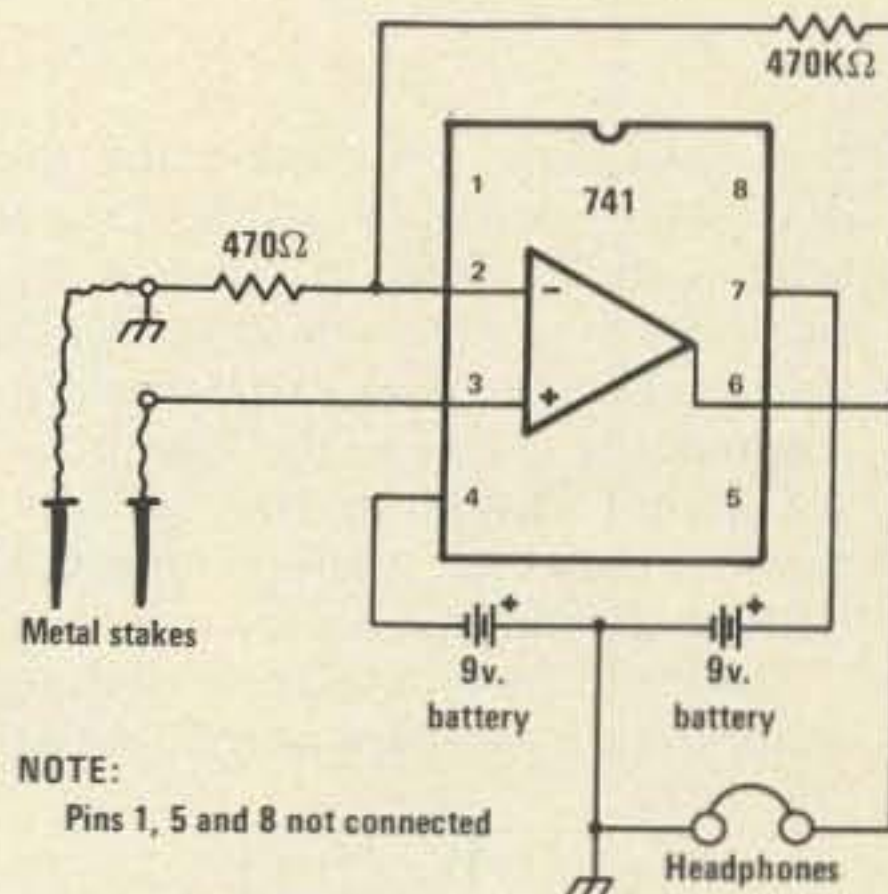 470KΩ
1
741
8
470Ω
2
−
7
3
+
6
4
5
Metal stakes
+
+
9v.
battery
9v.
battery
NOTE:
Pins 1, 5 and 8 not connected
Headphones